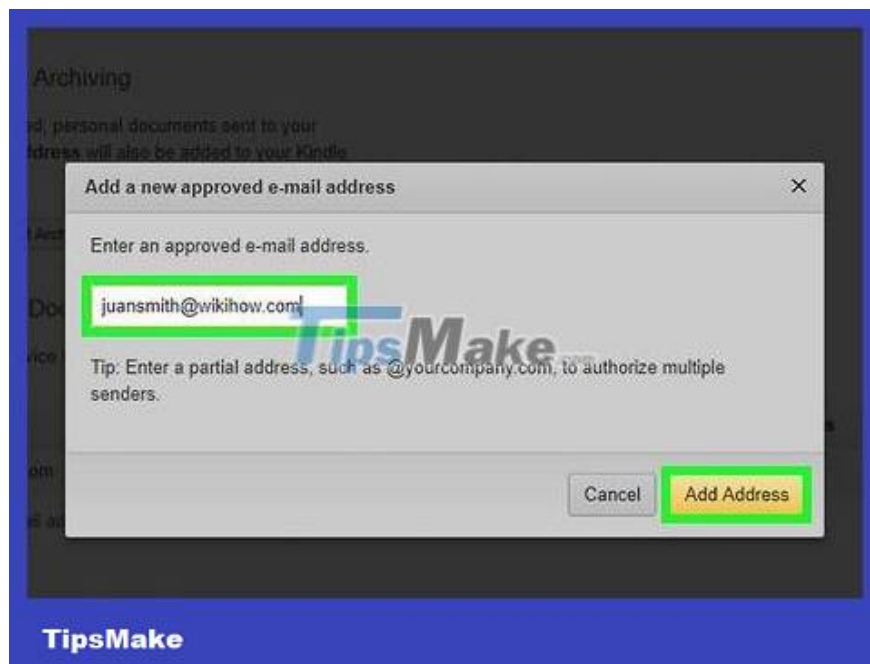 Archiving
ed, personal documents sent to your
ddress will also be added to your Kindle
Add a new approved e-mail address
Enter an approved e-mail address.
juansmith@wikihow.com
TipsMake.com
Tip: Enter a partial address, such as @yourcompany.com, to authorize multiple
senders.
Cancel Add Address
TipsMake